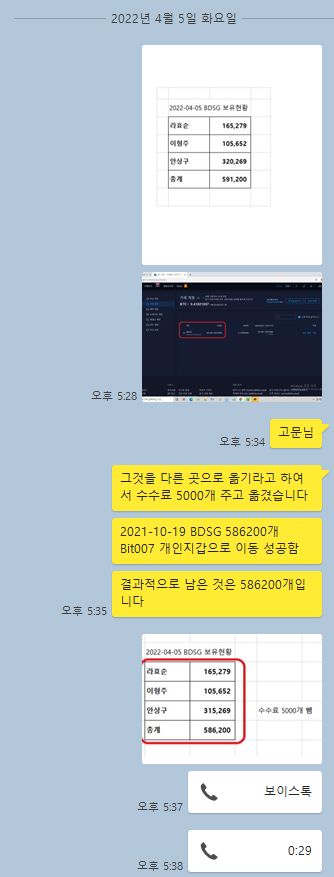 2022년 4월 5일 화요일
2022-04-05 BDSG 보유현황
라효순 165,279
이형주 105,652
안상구 320,269
총계 591,200
오후 5:28
고문님
오후 5:34
그것을 다른 곳으로 옮기라고 하여
서 수수료 5000개 주고 옮겼습니다
2021-10-19 BDSG 586200개
Bit007 개인지갑으로 이동 성공함
결과적으로 남은 것은 586200개입
니다
오후 5:35
2022-04-05 BDSG 보유현황
라효순 165,279
이형주 105,652
안상구 315,269 수수료 5000개 뺌
총계 586,200
보이스톡
오후 5:37
0:29
오후 5:38